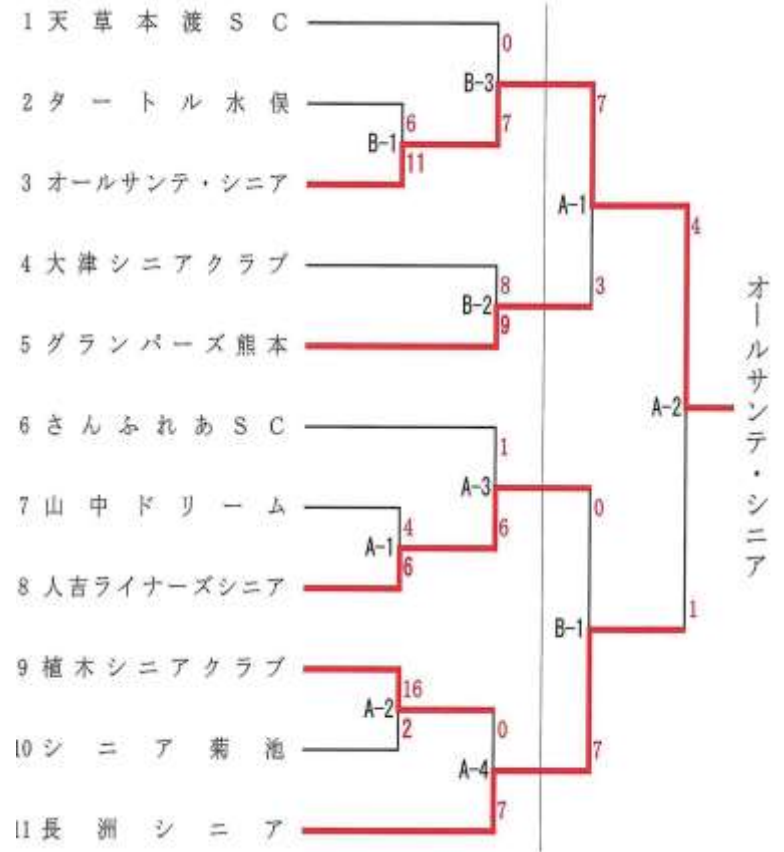 1 天草本渡SC
0
B-3
7
2 タートル水俣
6
7
B-1
11
3 オールサンテ・シニア
A-1
4
4 大津シニアクラブ
8
3
B-2
9
5 グランパーズ熊本
オールサンテ・シニア
A-2
6 さんふれあSC
1
A-3
0
7 山中ドリーム
4
6
A-1
6
8 人吉ライナーズシニア
1
B-1
9 植木シニアクラブ
16
A-2
2
0
10 シニア菊池
7
A-4
7
11 長洲シニア